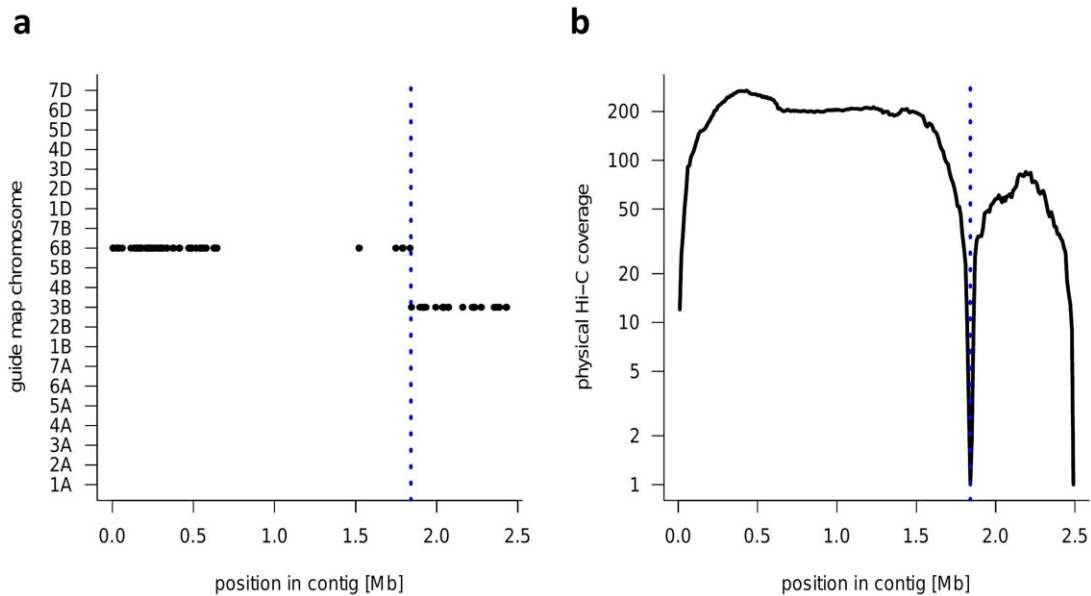 a
guide map chromosome
7D
6D
5D
4D
3D
2D
1D
7B
6B
5B
4B
3B
2B
1B
7A
6A
5A
4A
3A
2A
1A
0.0 0.5 1.0 1.5 2.0 2.5
position in contig [Mb]
b
physical Hi−C coverage
200
100
50
20
10
5
2
1
0.0 0.5 1.0 1.5 2.0 2.5
position in contig [Mb]